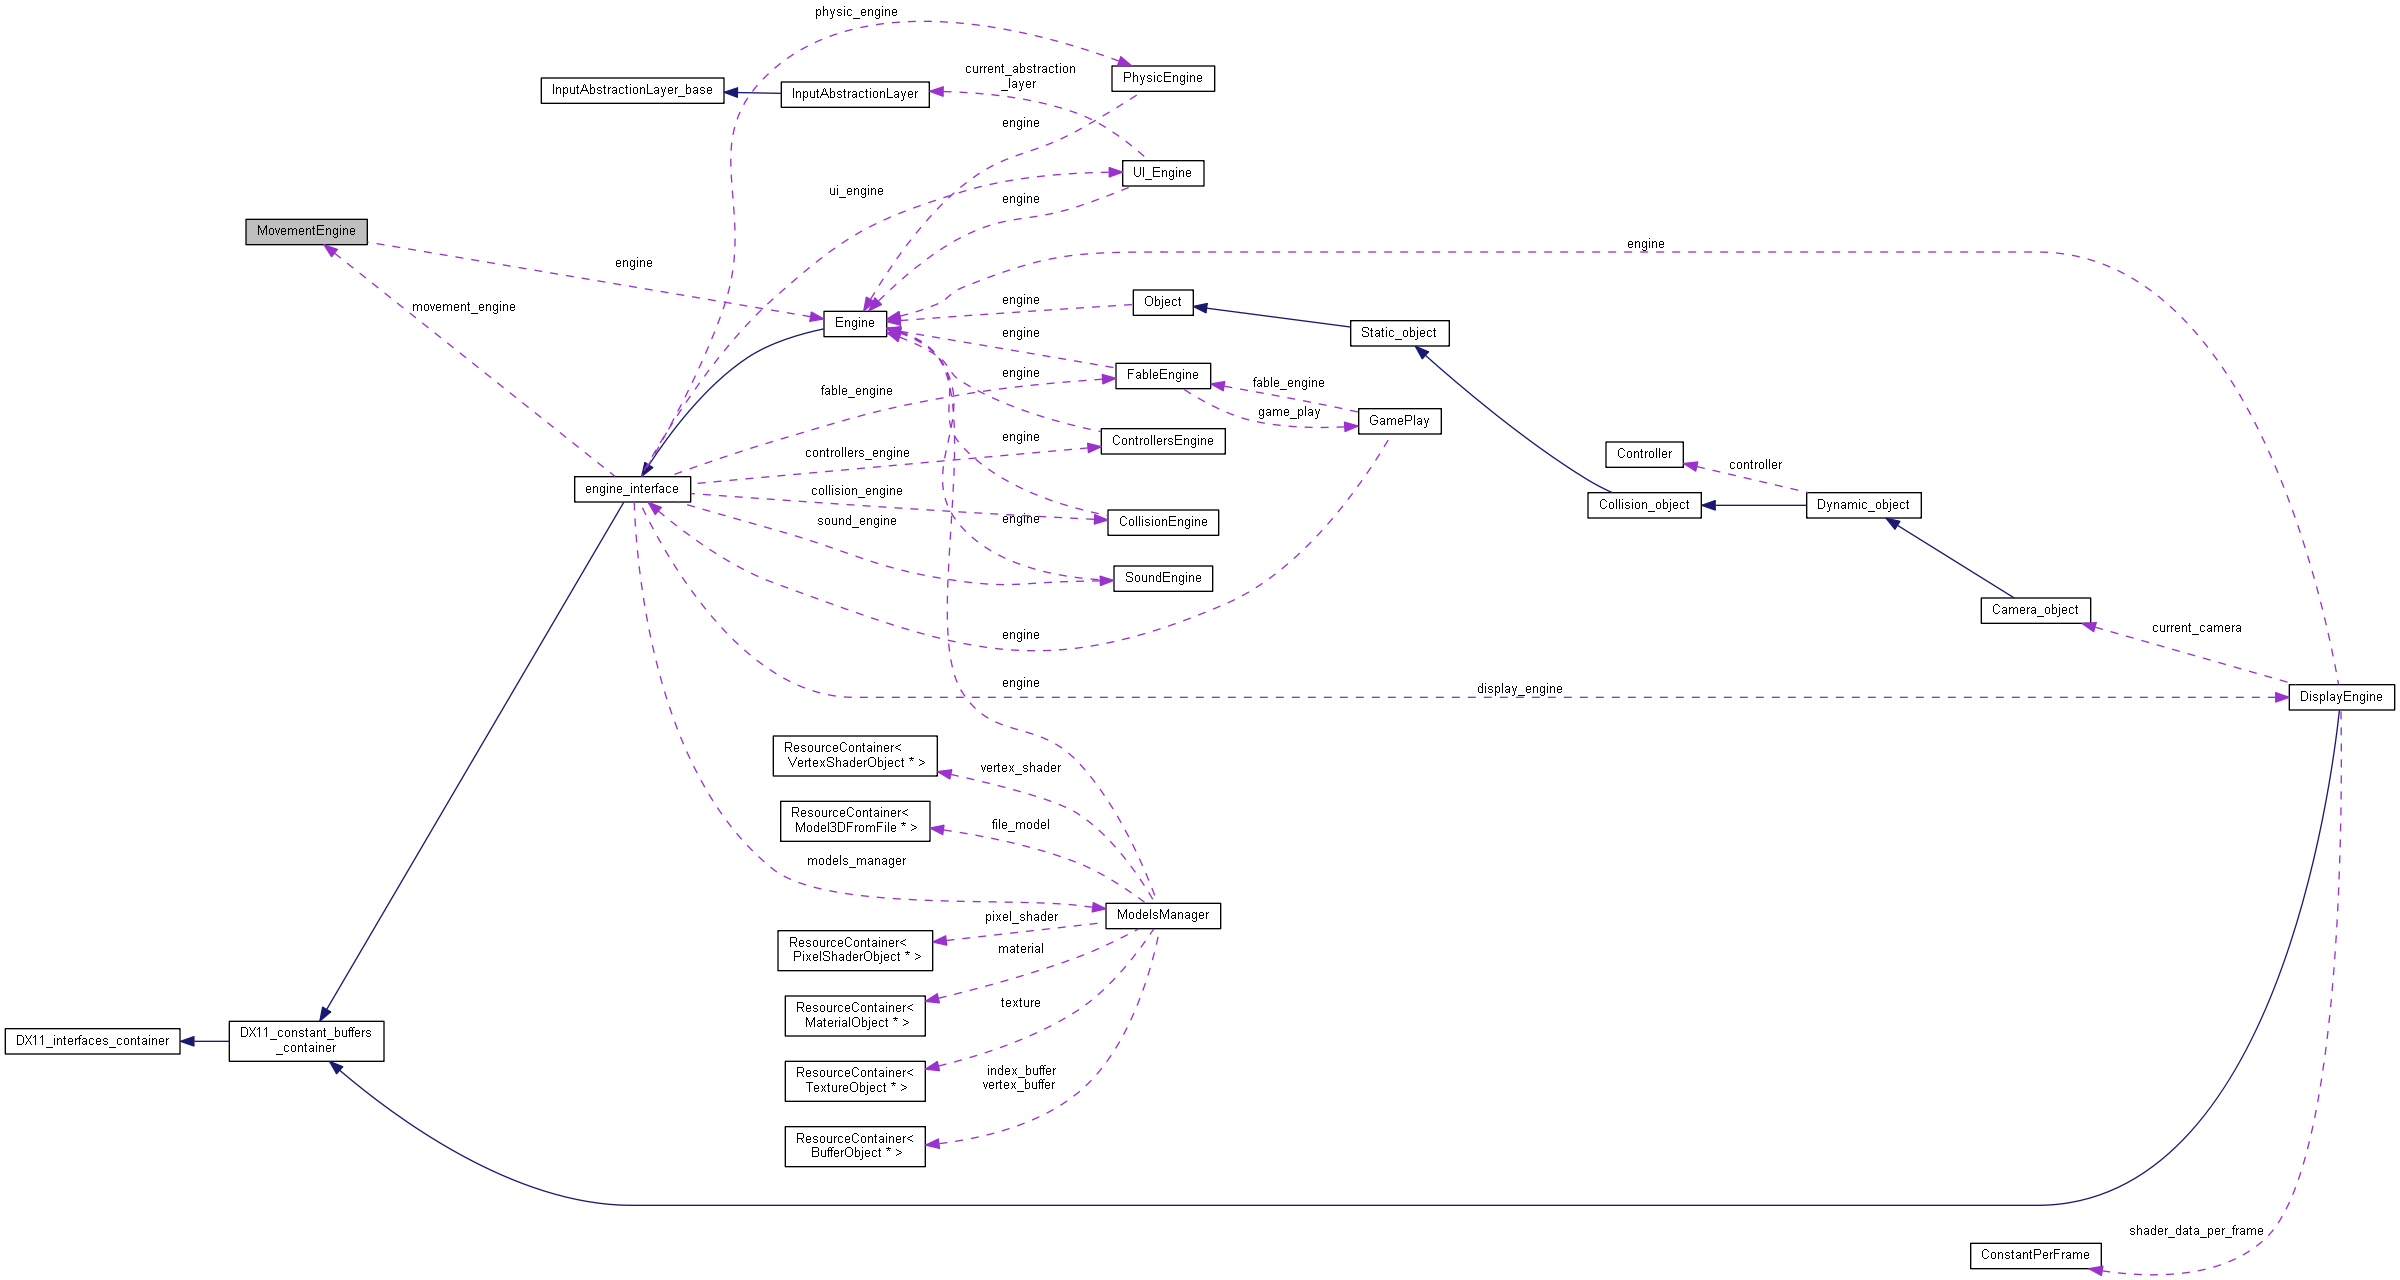 physic_engine
PhysicEngine
current_abstraction
_layer
InputAbstractionLayer_base
InputAbstractionLayer
engine
UI_Engine
ui_engine
engine
MovementEngine
engine
engine
movement_engine
Engine
engine
Object
Static_object
engine
FableEngine
engine
fable_engine
fable_engine
game_play
GamePlay
ControllersEngine
engine
controllers_engine
Controller
controller
engine_interface
collision_engine
Collision_object
Dynamic_object
sound_engine
engine
CollisionEngine
SoundEngine
Camera_object
current_camera
engine
engine
display_engine
DisplayEngine
ResourceContainer<
VertexShaderObject * >
vertex_shader
ResourceContainer<
Model3DFromFile * >
file_model
models_manager
ModelsManager
pixel_shader
ResourceContainer<
PixelShaderObject * >
material
ResourceContainer<
MaterialObject * >
texture
DX11_interfaces_container
DX11_constant_buffers
_container
ResourceContainer<
TextureObject * >
index_buffer
vertex_buffer
ResourceContainer<
BufferObject * >
shader_data_per_frame
ConstantPerFrame